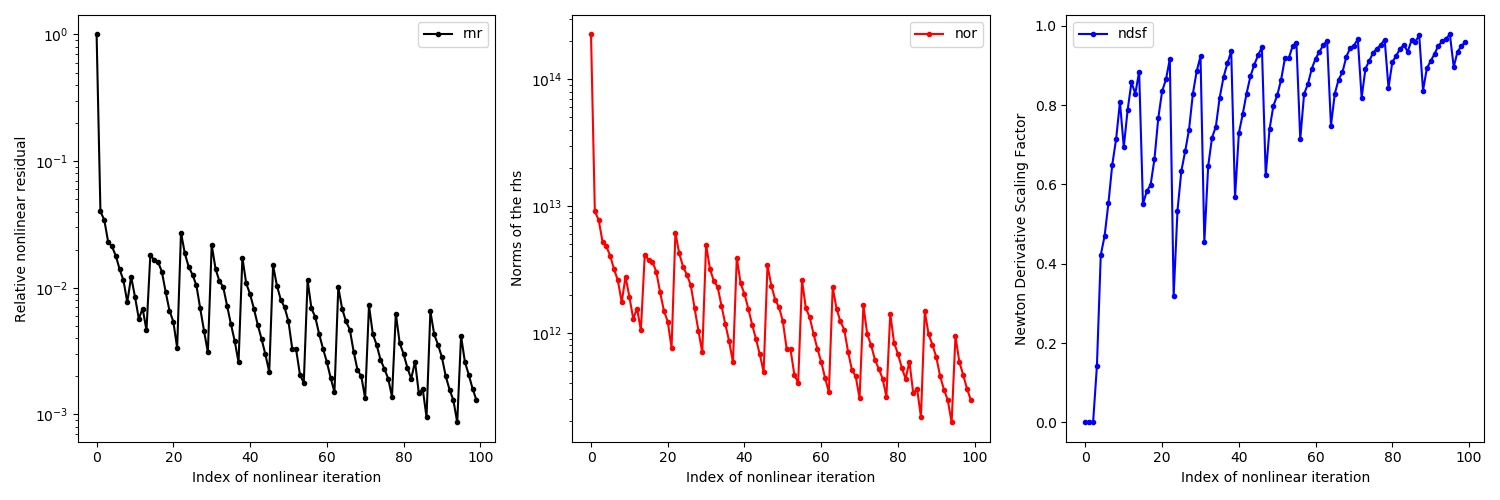 Relative nonlinear residual
10⁰
10⁻¹
10⁻²
10⁻³
0 20 40 60 80 100
Index of nonlinear iteration
rnr
Norms of the rhs
10¹⁴
10¹³
10¹²
0 20 40 60 80 100
Index of nonlinear iteration
nor
Newton Derivative Scaling Factor
1.0
0.8
0.6
0.4
0.2
0.0
0 20 40 60 80 100
Index of nonlinear iteration
ndsf